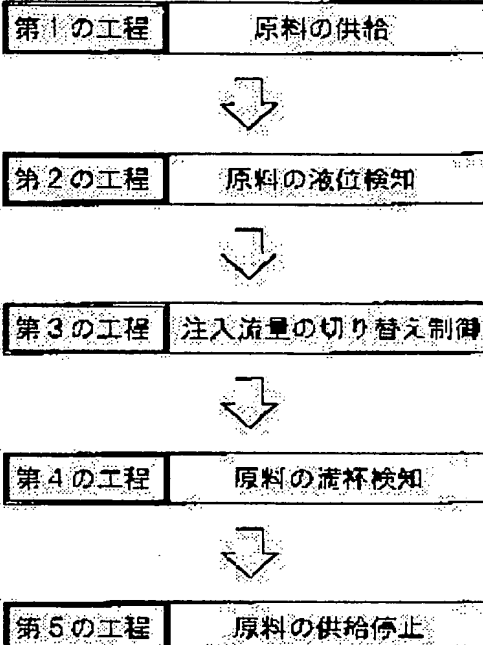 第1の工程 原料の供給
第2の工程 原料の液位検知
第3の工程 注入流量の切り替え制御
第4の工程 原料の満杯検知
第5の工程 原料の供給停止